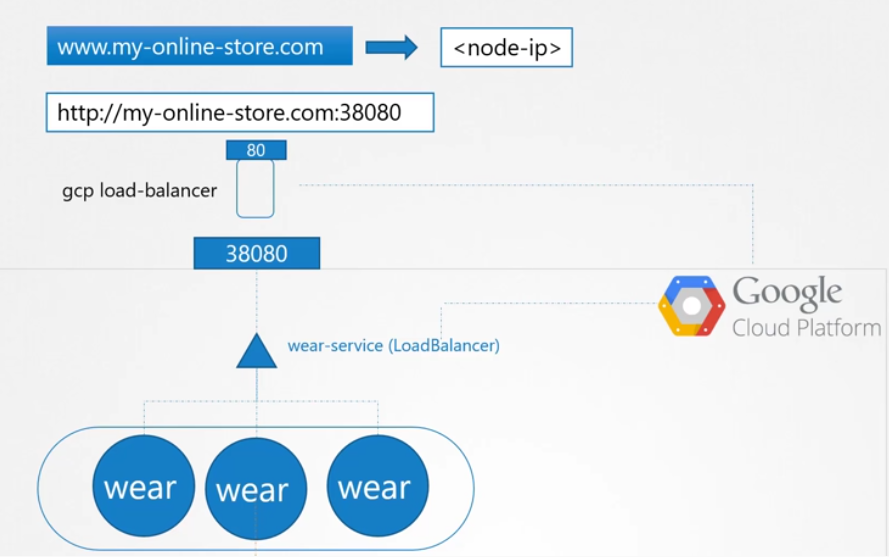 www.my-online-store.com
<node-ip>
http://my-online-store.com:38080
80
gcp load-balancer
38080
Google
Cloud Platform
wear-service (LoadBalancer)
wear
wear
wear